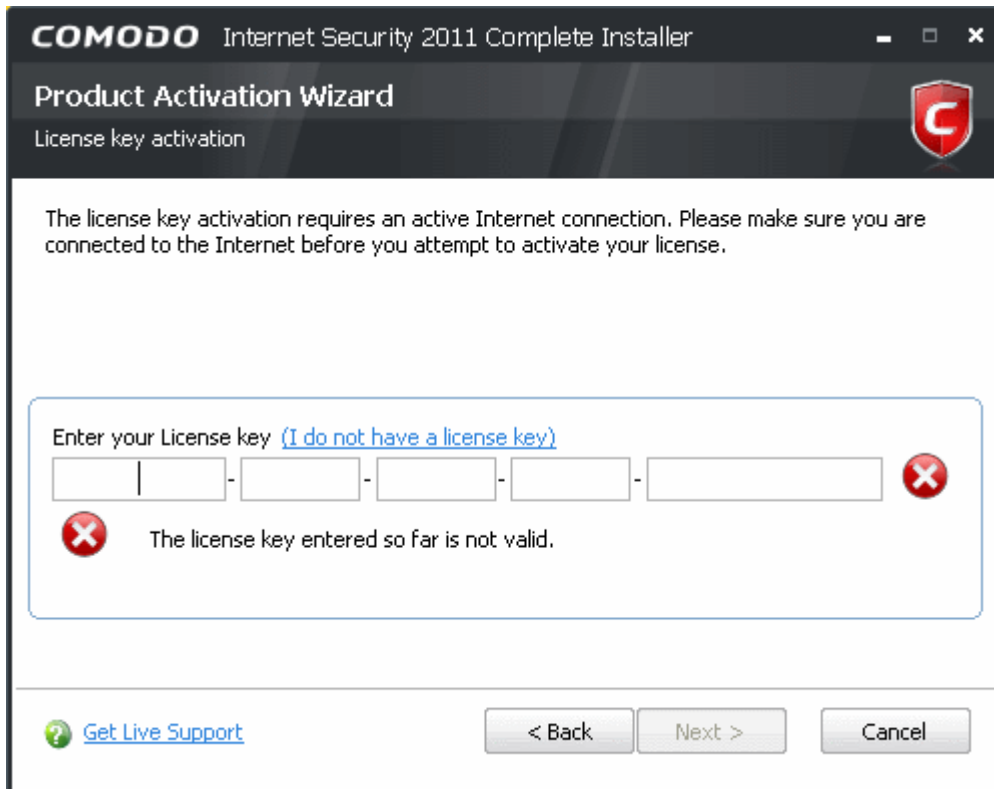 COMODO Internet Security 2011 Complete Installer
Product Activation Wizard
License key activation
The license key activation requires an active Internet connection. Please make sure you are
connected to the Internet before you attempt to activate your license.
Enter your License key (I do not have a license key)
- - - -
The license key entered so far is not valid.
Get Live Support
< Back
Next >
Cancel